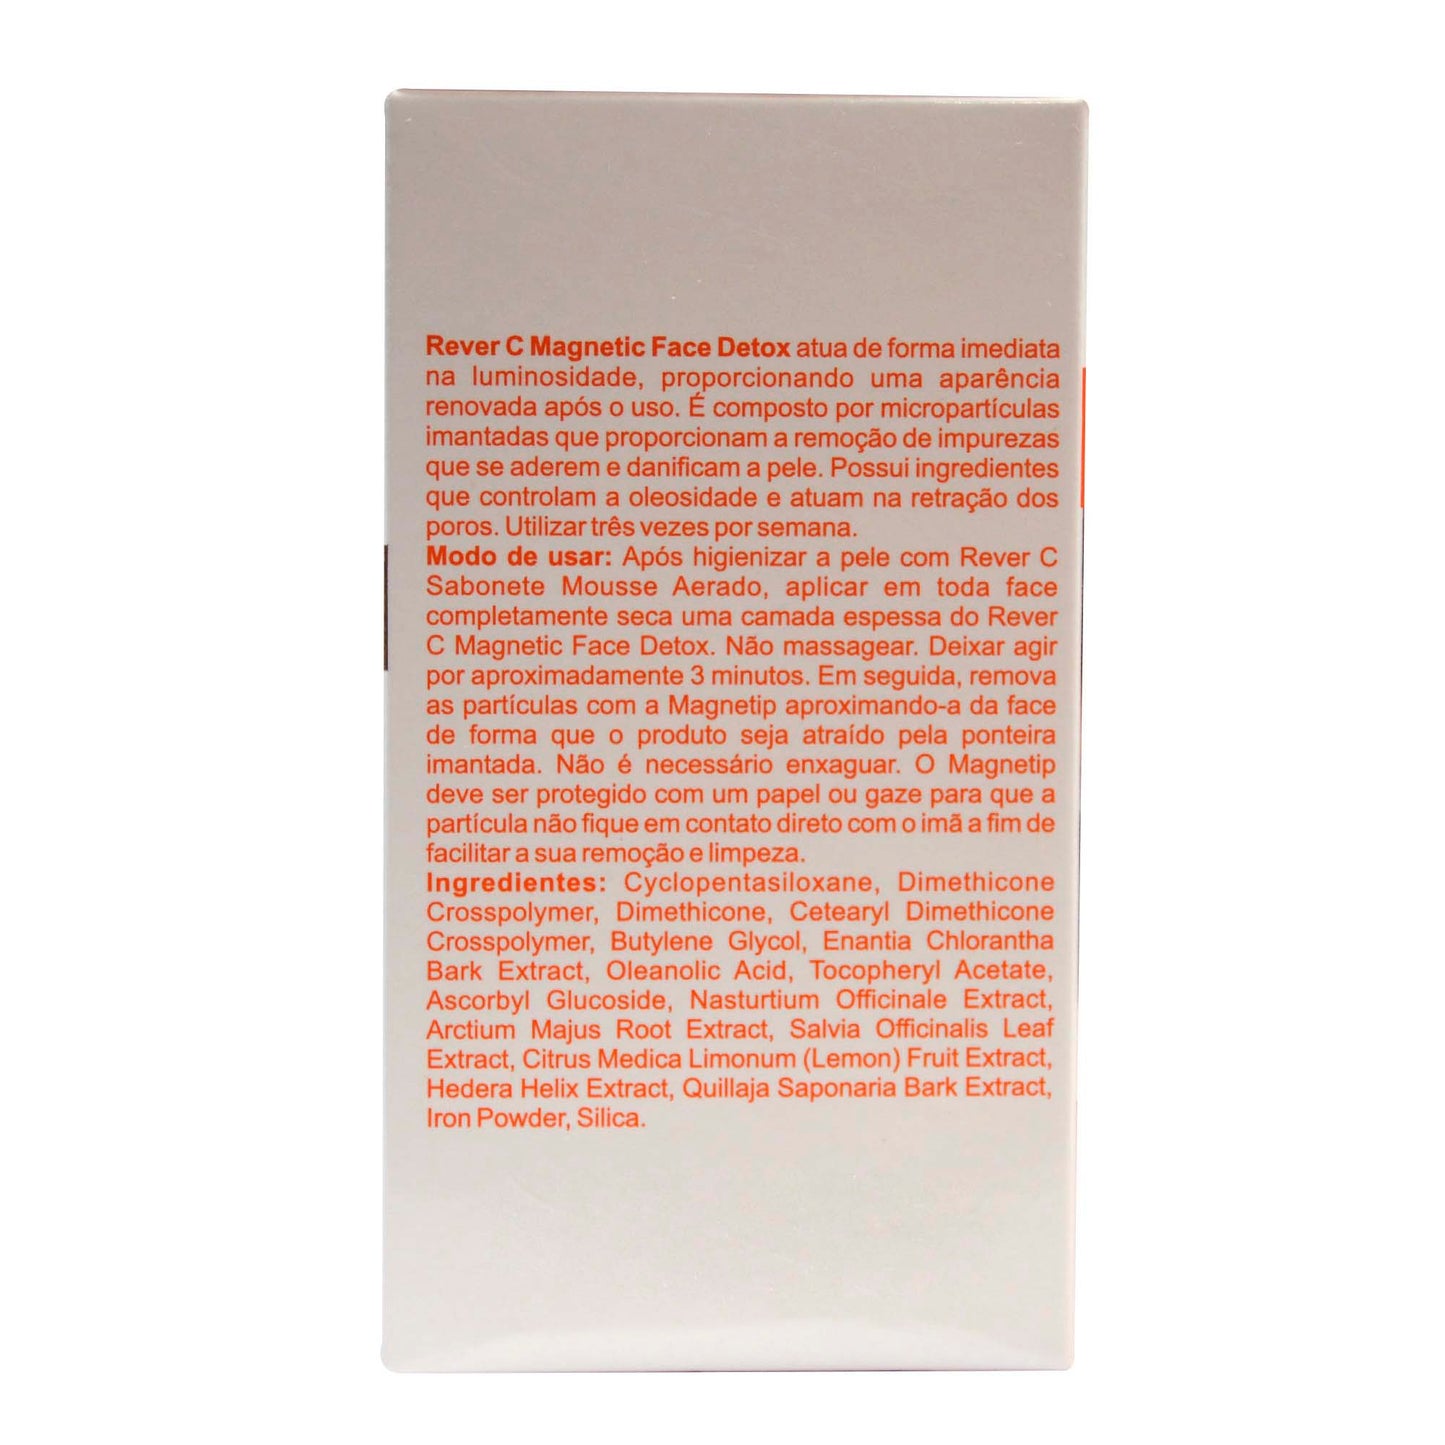 Rever C Magnetic Face Detox atua de forma imediata
na luminosidade, proporcionando uma aparência
renovada após o uso. É composto por micropartículas
imantadas que proporcionam a remoção de impurezas
que se aderem e danificam a pele. Possui ingredientes
que controlam a oleosidade e atuam na retração dos
poros. Utilizar três vezes por semana.
Modo de usar: Após higienizar a pele com Rever C
Sabonete Mousse Aerado, aplicar em toda face
completamente seca uma camada espessa do Rever
C Magnetic Face Detox. Não massagear. Deixar agir
por aproximadamente 3 minutos. Em seguida, remova
as partículas com a Magnetip aproximando-a da face
de forma que o produto seja atraído pela ponteira
imantada. Não é necessário enxaguar. O Magnetip
deve ser protegido com um papel ou gaze para que a
partícula não fique em contato direto com o imã a fim de
facilitar a sua remoção e limpeza.
Ingredientes: Cyclopentasiloxane, Dimethicone
Crosspolymer, Dimethicone, Cetearyl Dimethicone
Crosspolymer, Butylene Glycol, Enantia Chlorantha
Bark Extract, Oleanolic Acid, Tocopheryl Acetate,
Ascorbyl Glucoside, Nasturtium Officinale Extract,
Arctium Majus Root Extract, Salvia Officinalis Leaf
Extract, Citrus Medica Limonum (Lemon) Fruit Extract,
Hedera Helix Extract, Quillaja Saponaria Bark Extract,
Iron Powder, Silica.